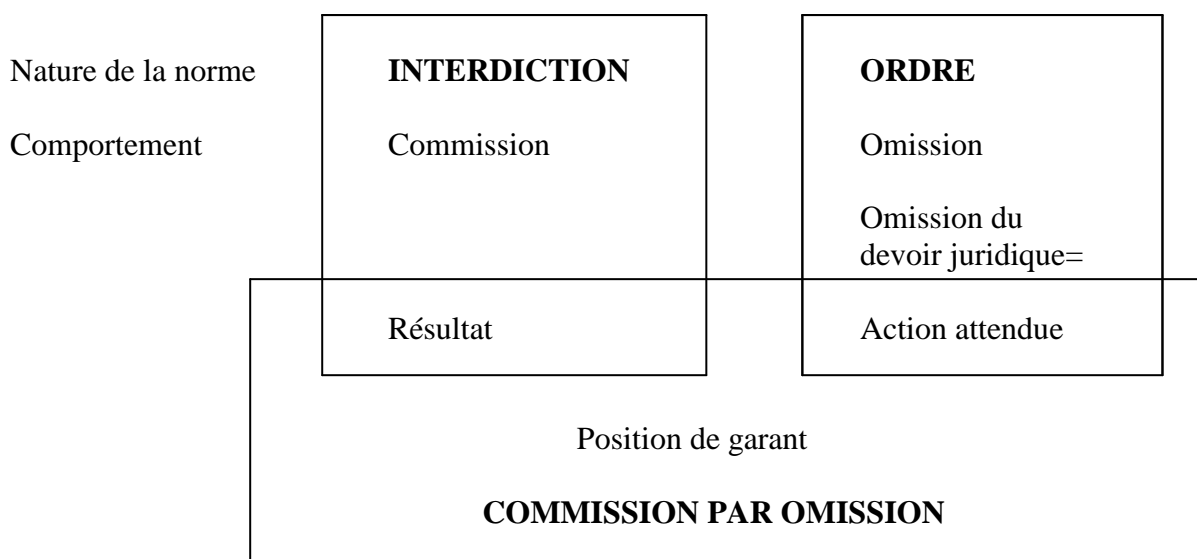 Nature de la norme INTERDICTION ORDRE
Comportement Commission Omission
Omission du
devoir juridique=
Résultat Action attendue
Position de garant
COMMISSION PAR OMISSION